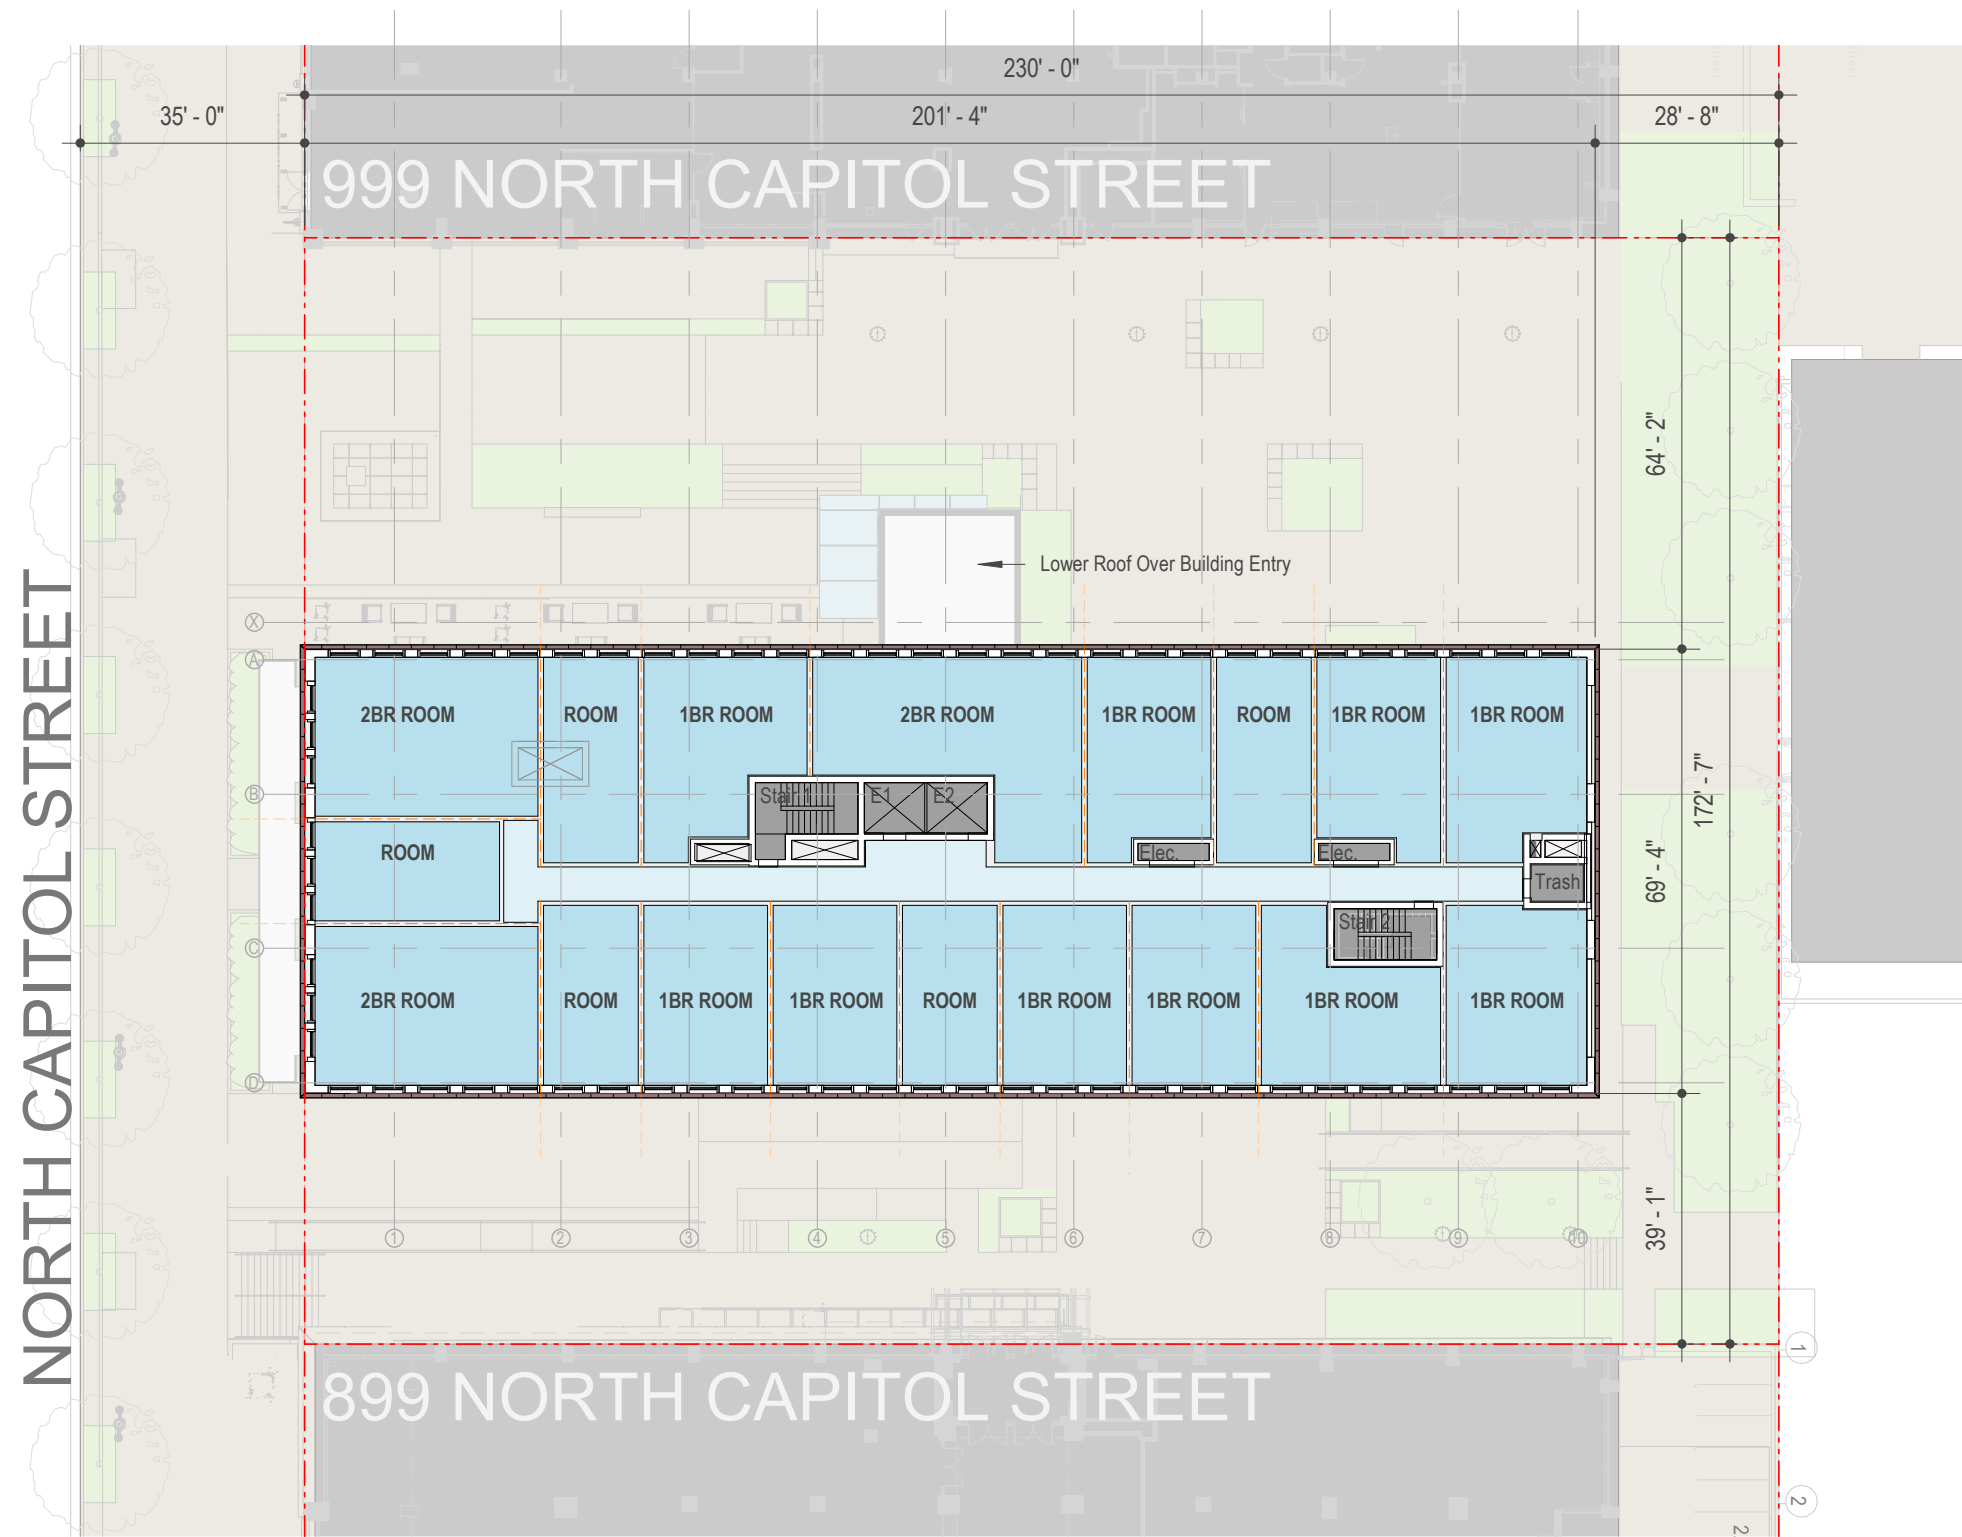 230' - 0"
35' - 0"
201' - 4"
28' - 8"
999 NORTH CAPITOL STREET
64' - 2"
Lower Roof Over Building Entry
NORTH CAPITOL STREET
X
A
2BR ROOM
ROOM
1BR ROOM
2BR ROOM
1BR ROOM
ROOM
1BR ROOM
1BR ROOM
172' - 7"
B
Stair 1
E1
E2
ROOM
Elec.
Elec.
Trash
69' - 4"
Stair 2
C
2BR ROOM
ROOM
1BR ROOM
1BR ROOM
ROOM
1BR ROOM
1BR ROOM
1BR ROOM
1BR ROOM
D
39' - 1"
1
2
3
4
5
6
7
8
9
10
1
899 NORTH CAPITOL STREET
2
2